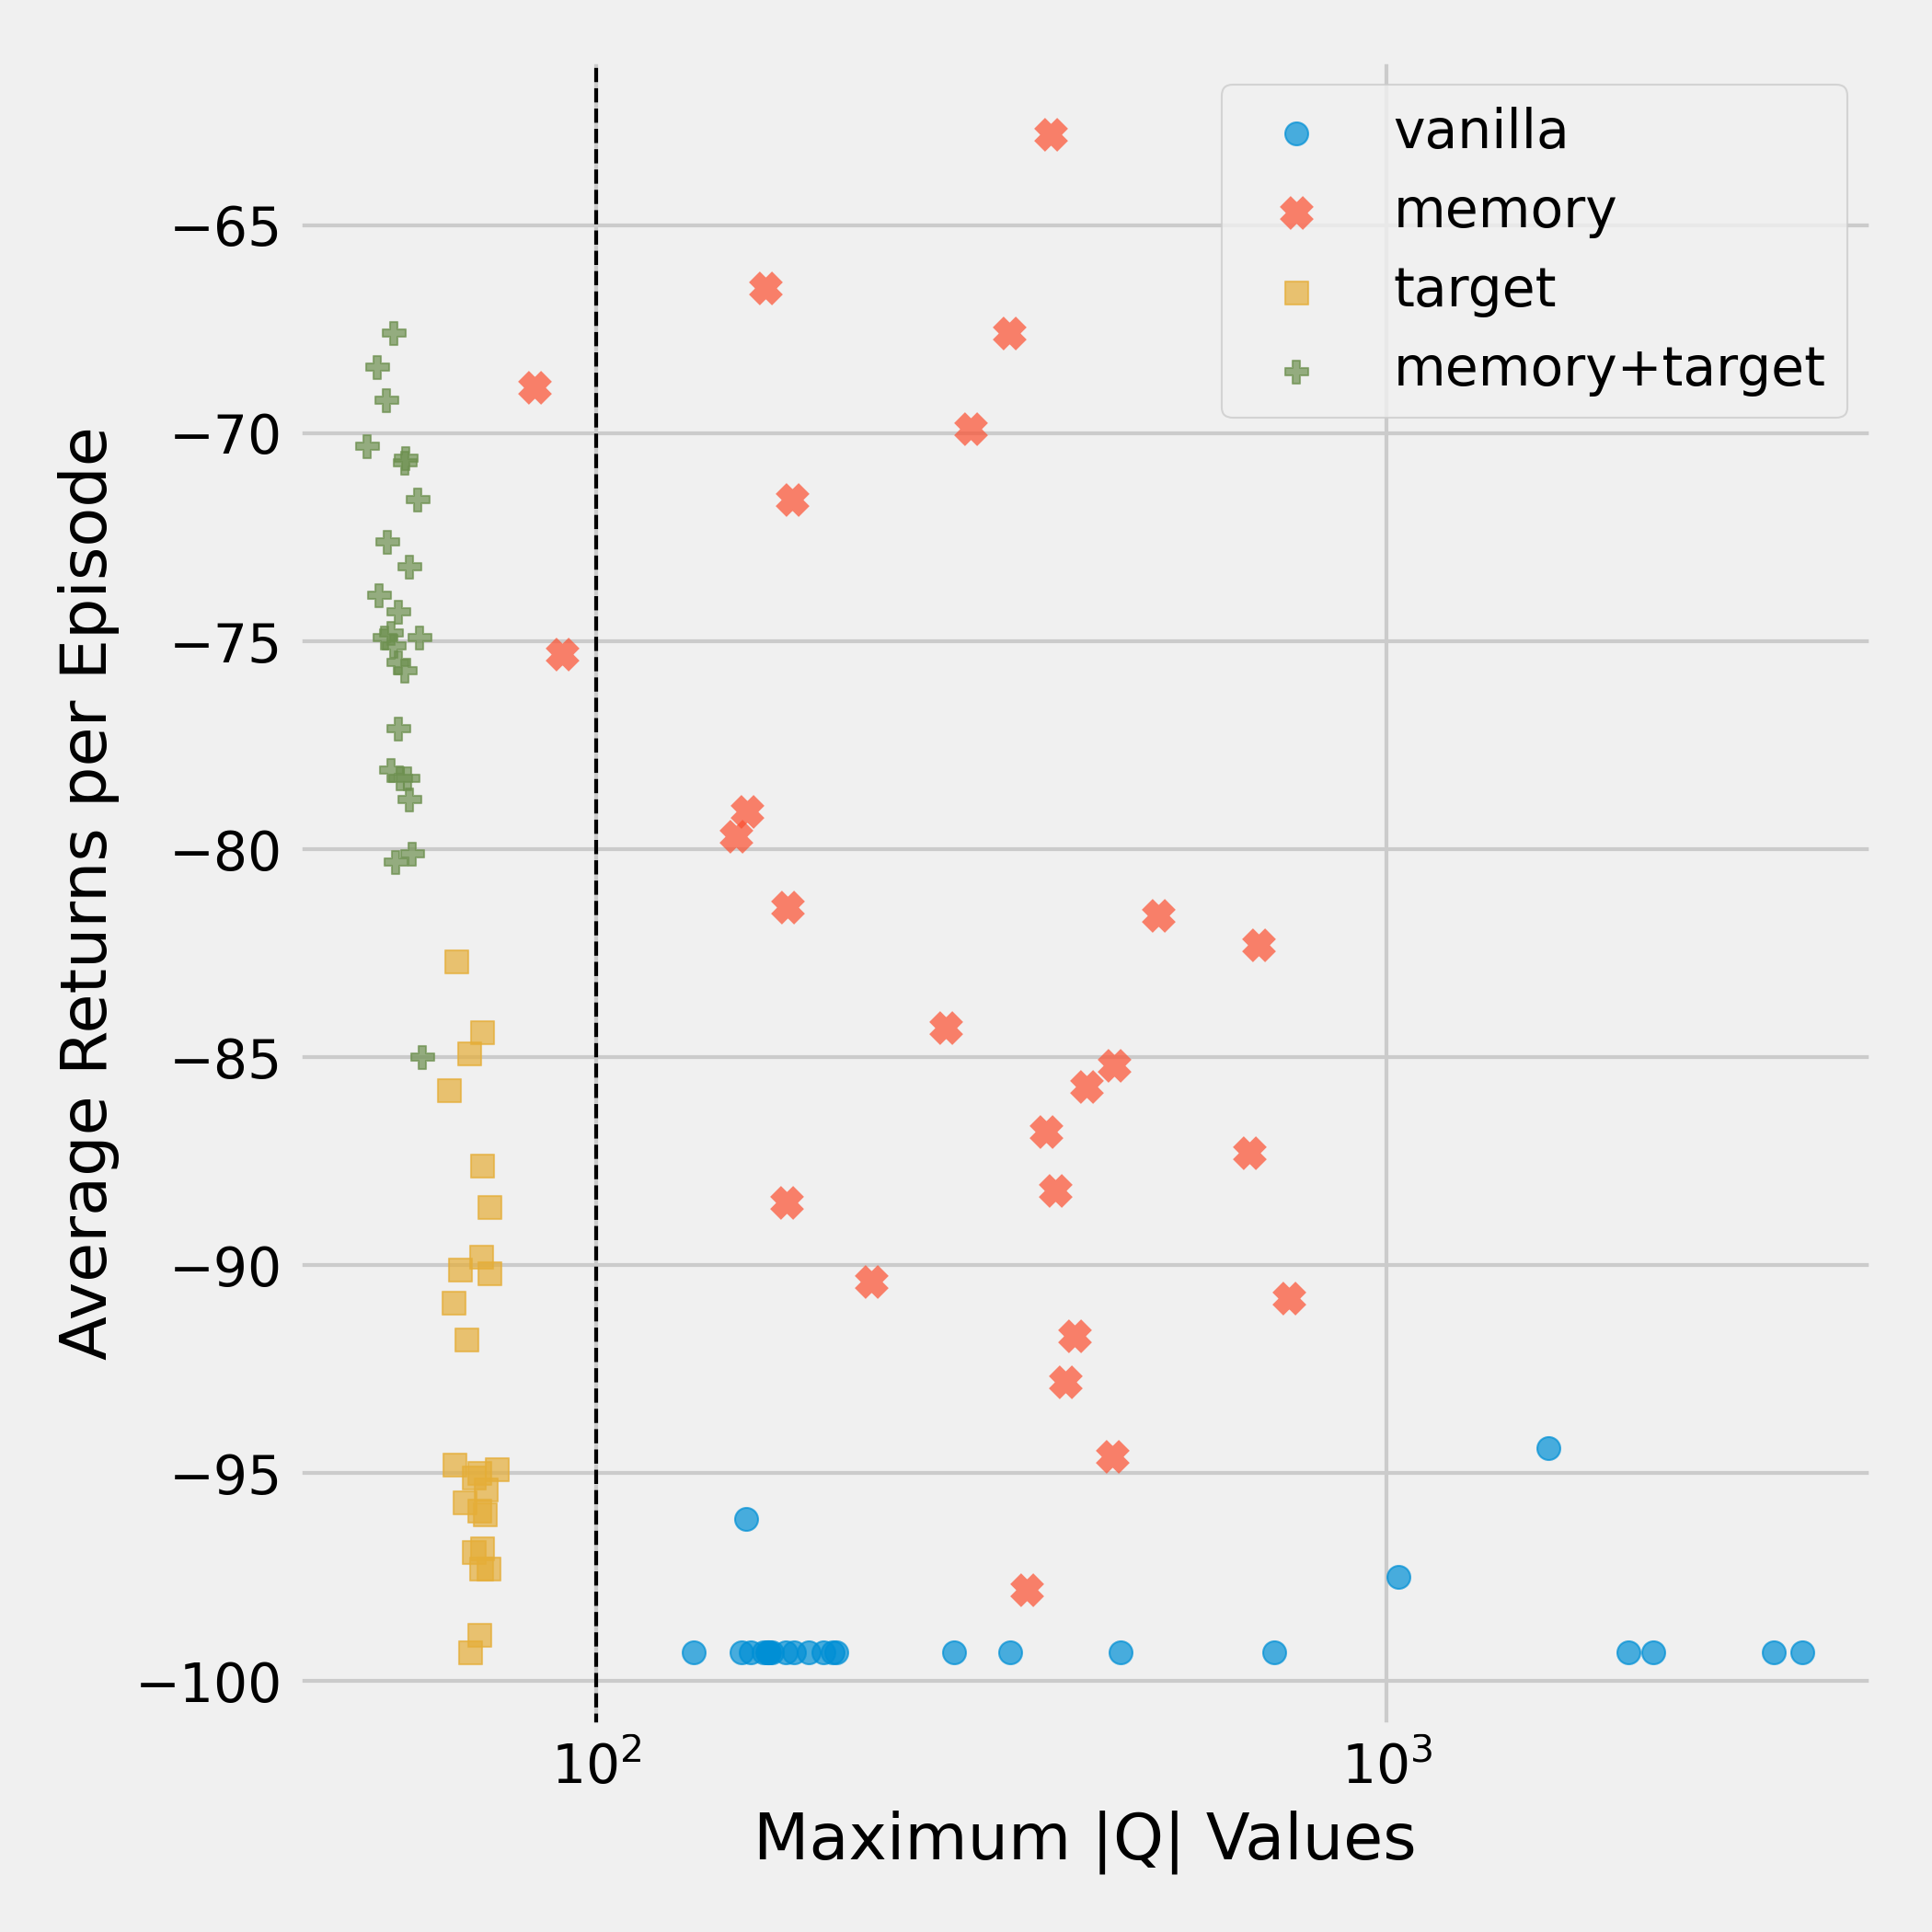 vanilla
memory
target
memory+target
−65
−70
−75
−80
−85
−90
−95
−100
Average Returns per Episode
10²
10³
Maximum |Q| Values